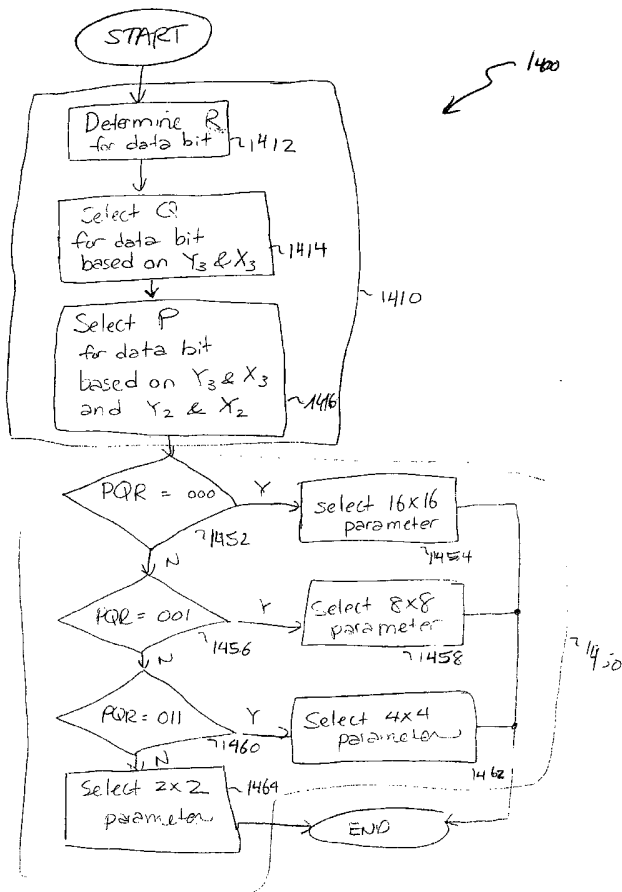 START
1400
Determine R
for data bit
1412
Select Q
for data bit
based on Y3 & X3
1414
1410
Select P
for data bit
based on Y3 & X3
and Y2 & X2
1416
PQR = 000
Y
select 16x16
parameter
1452
1454
N
PQR = 001
Y
Select 8x8
parameter
1456
1458
1450
N
PQR = 011
Y
Select 4x4
parameter
1460
1462
N
Select 2x2
parameter
1464
END